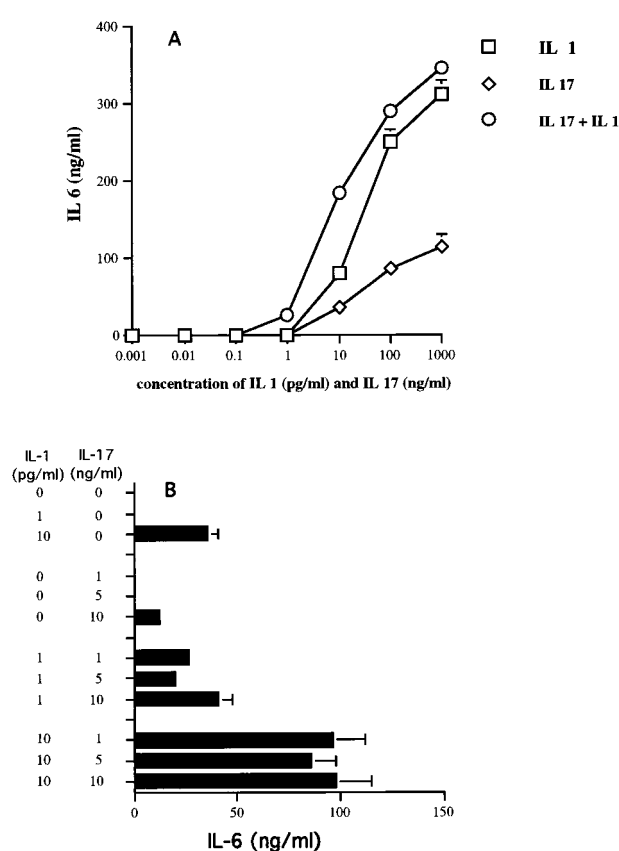 A
400
300
200
100
0
IL 6 (ng/ml)
0.001 0.01 0.1 1 10 100 1000
concentration of IL 1 (pg/ml) and IL 17 (ng/ml)
IL 1
IL 17
IL 17 + IL 1
B
IL-1 IL-17
(pg/ml) (ng/ml)
0 0
1 0
10 0
0 1
0 5
0 10
1 1
1 5
1 10
10 1
10 5
10 10
0 50 100 150
IL-6 (ng/ml)